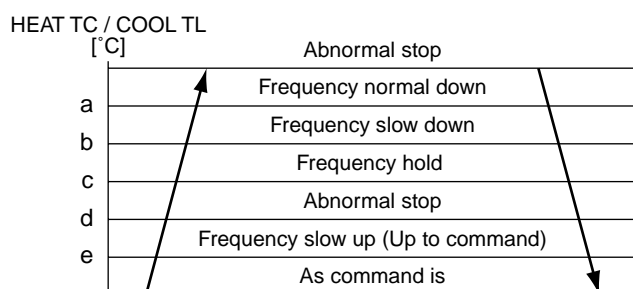 HEAT TC / COOL TL
[˚C]
Abnormal stop
Frequency normal down
a
Frequency slow down
b
Frequency hold
c
Abnormal stop
d
Frequency slow up (Up to command)
e
As command is